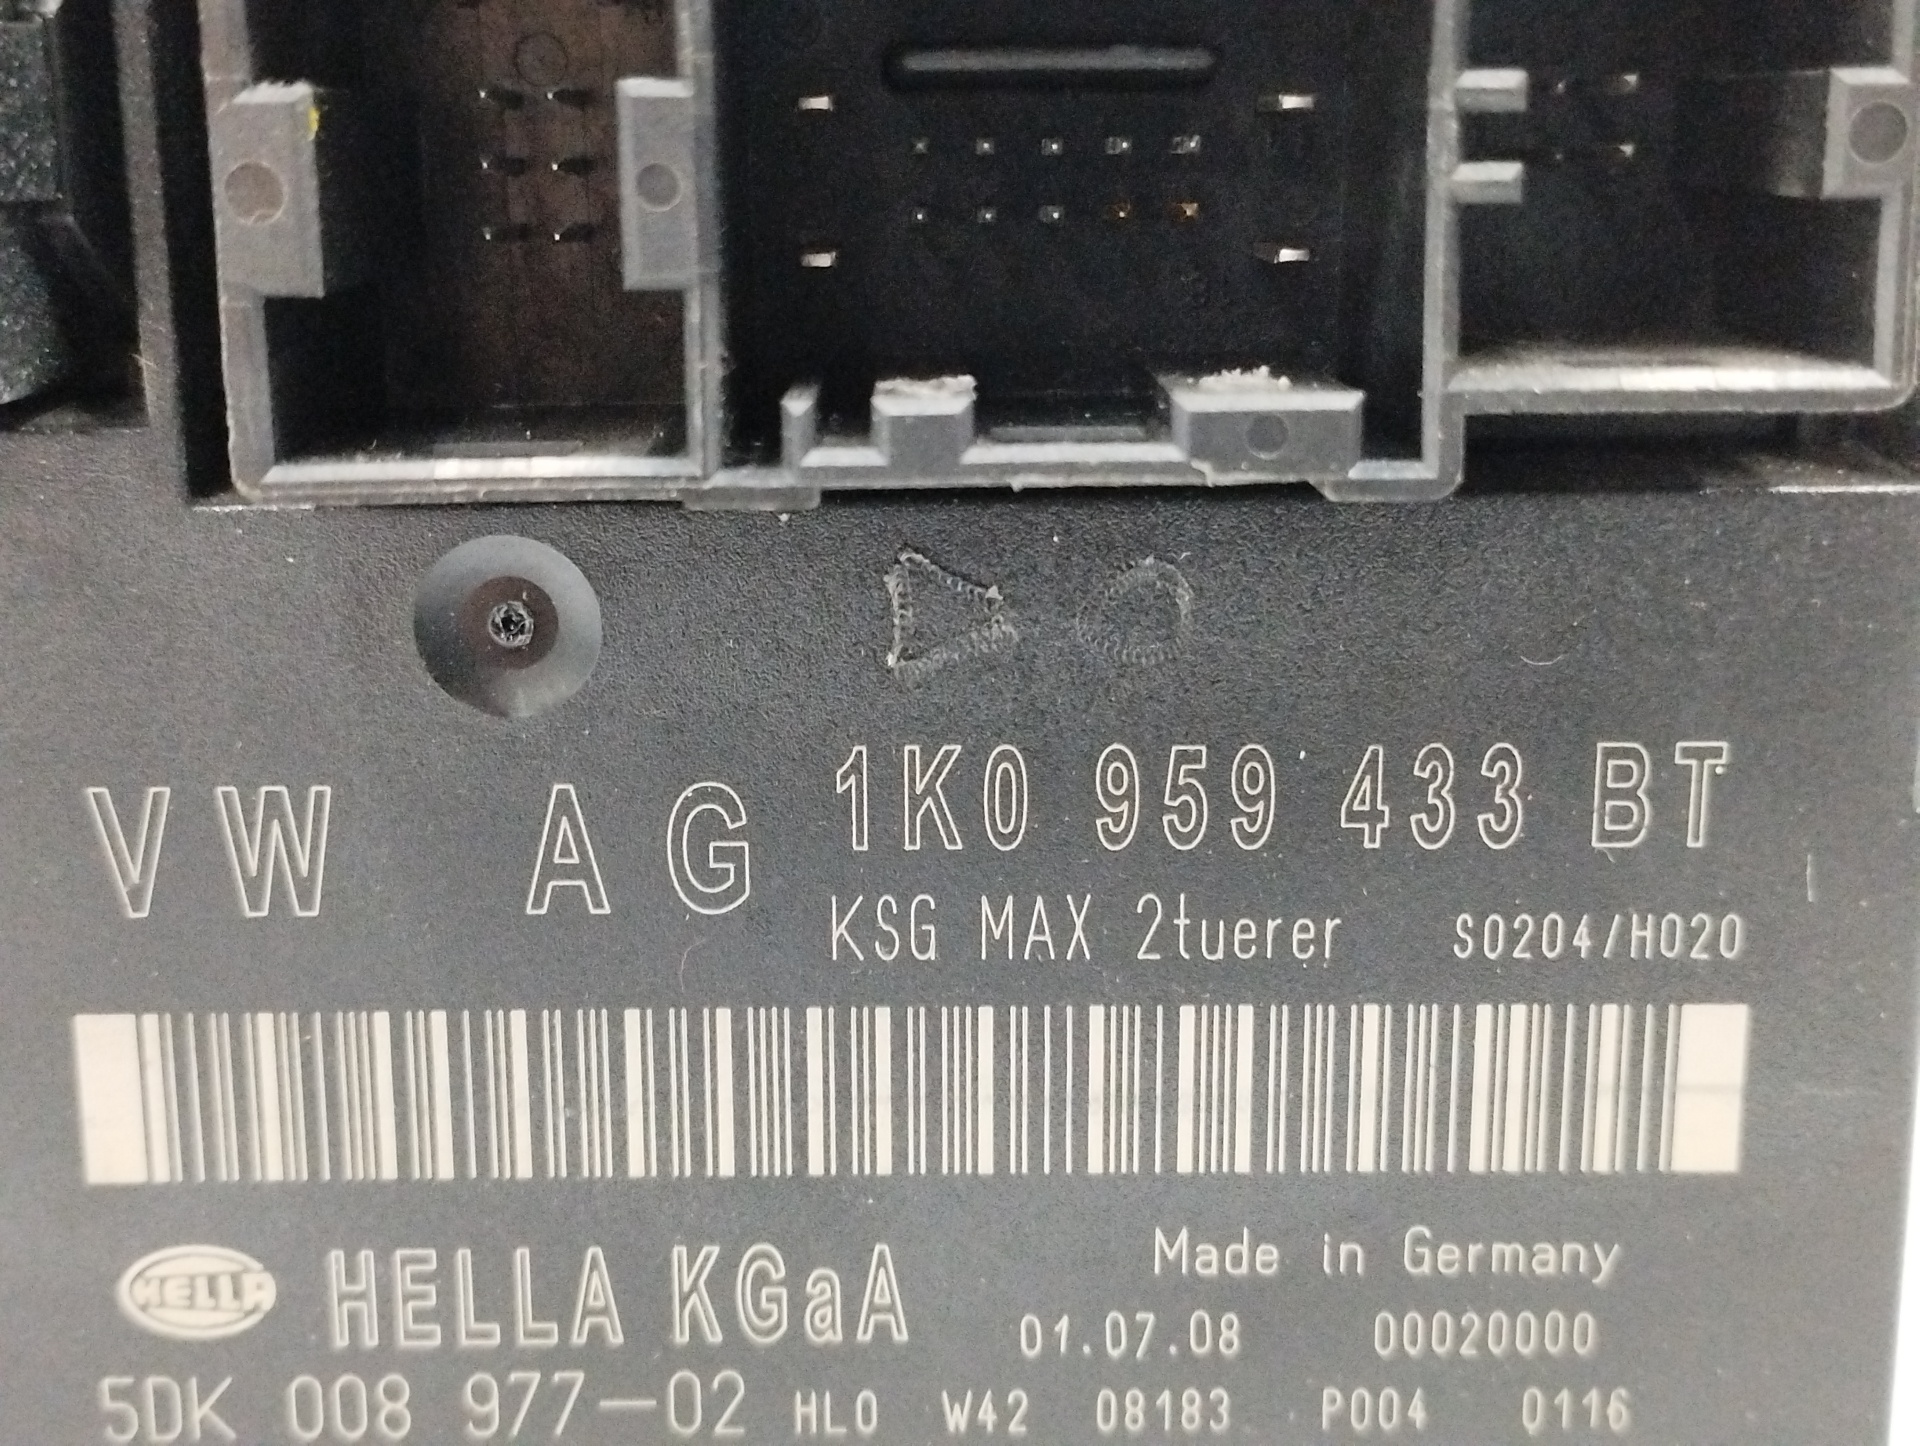 VW AG 1K0 959 433 BT
KSG MAX 2tuerer S0204/H020
HELLA HELLA KGaA Made in Germany
01.07.08 00020000
5DK 008 977-02 HL0 W42 08183 P004 0116